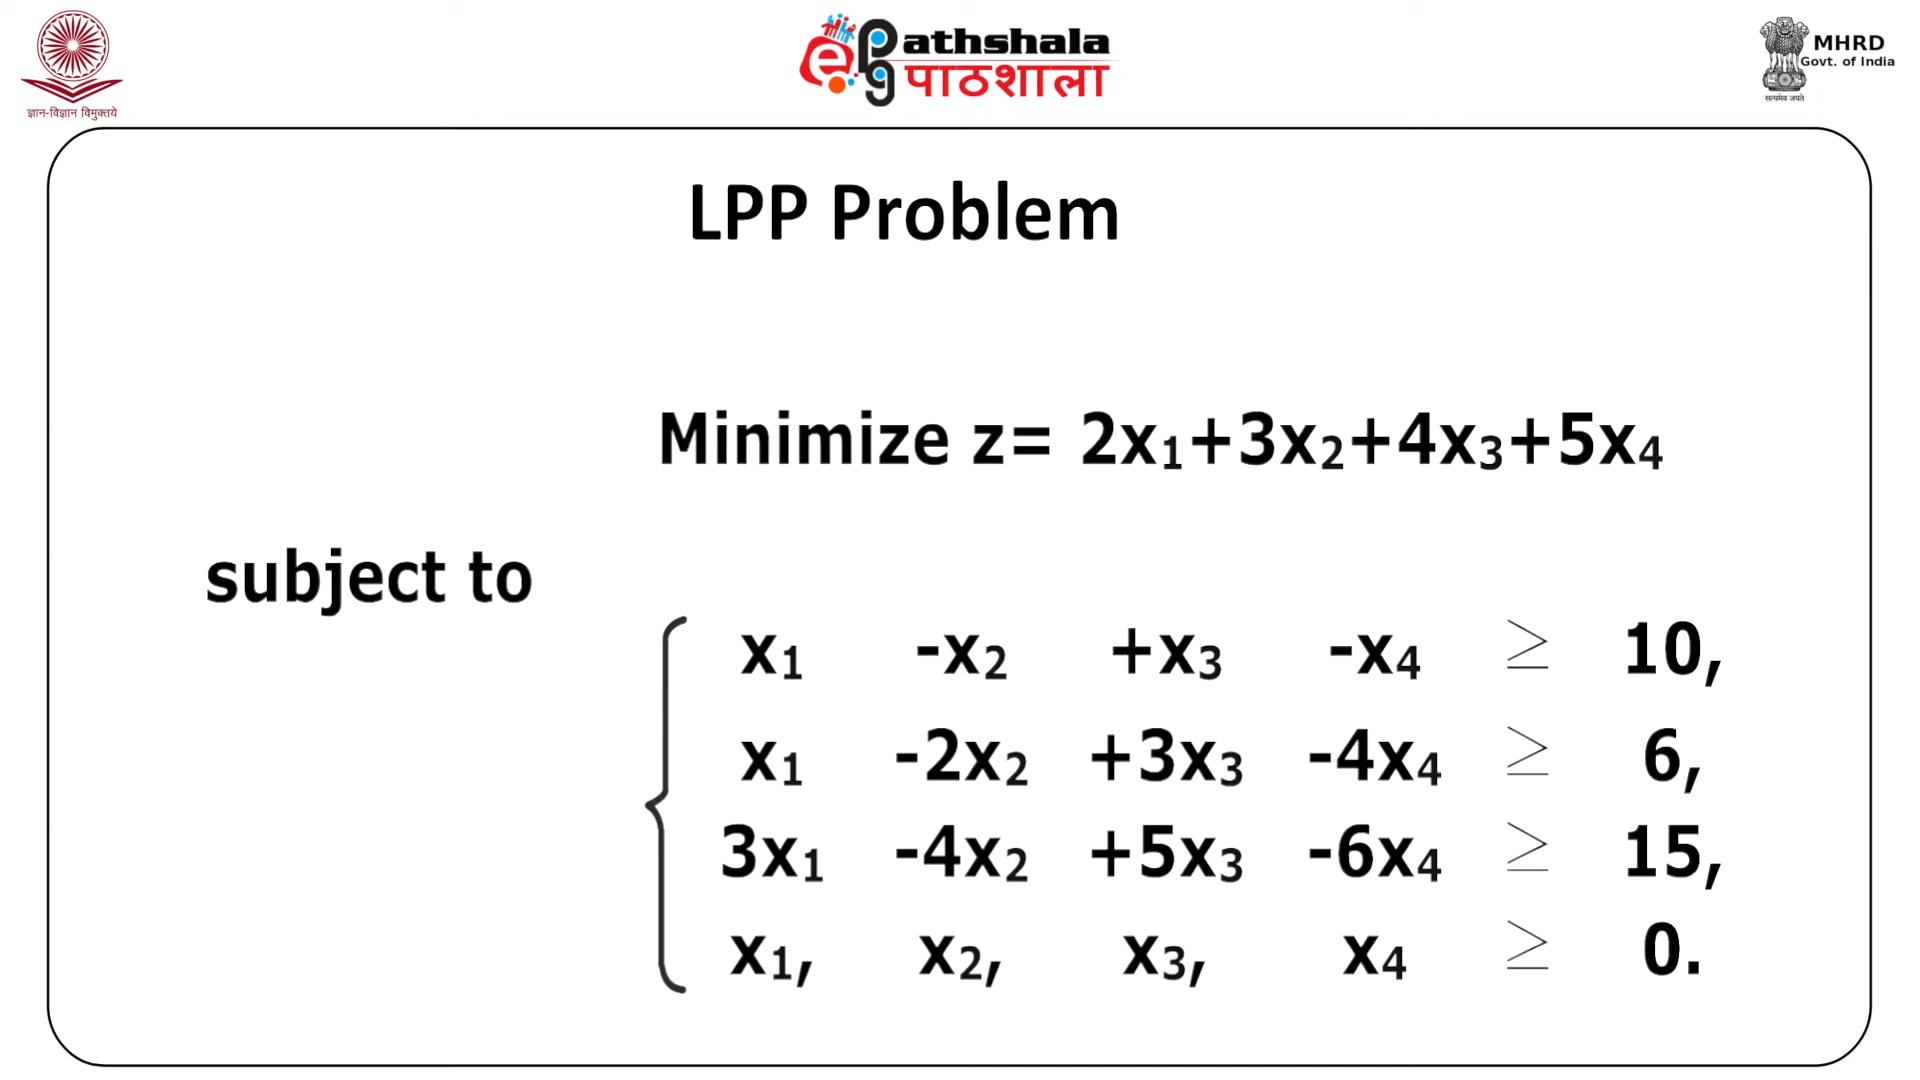 ज्ञान-विज्ञान विमुक्तये
ePg Pathshala
पाठशाला
MHRD
Govt. of India
सत्यमेव जयते
LPP Problem
Minimize z= 2x₁+3x₂+4x₃+5x₄
subject to
x₁ -x₂ +x₃ -x₄ ≥ 10,
x₁ -2x₂ +3x₃ -4x₄ ≥ 6,
3x₁ -4x₂ +5x₃ -6x₄ ≥ 15,
x₁, x₂, x₃, x₄ ≥ 0.